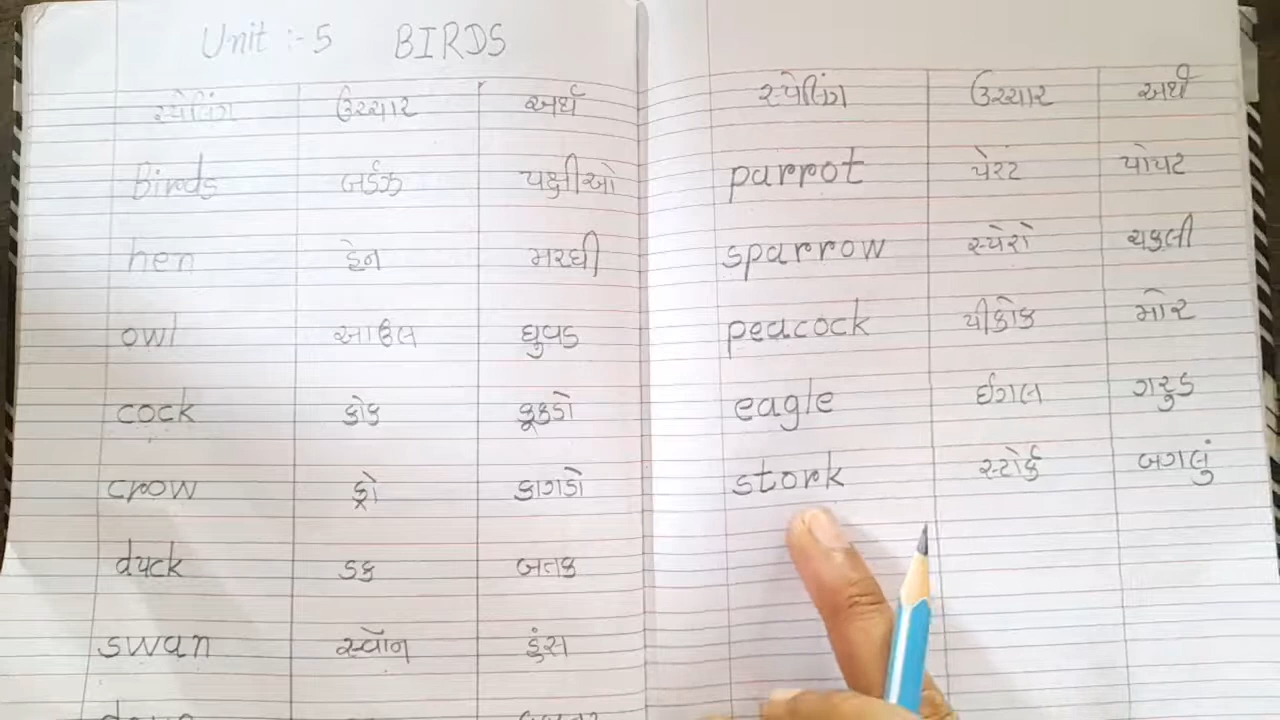 Unit :- 5 BIRDS
સ્પેલિંગ ઉચ્ચાર અર્થ
Birds બર્ડઝ પક્ષીઓ
hen હેન મરઘી
owl આઉલ ઘુવડ
cock કોક કૂકડો
crow ક્રો કાગડો
duck ડક બતક
swan સ્વૉન હંસ
સ્પેલિંગ ઉચ્ચાર અર્થ
parrot પેરટ પોપટ
sparrow સ્પેરો ચકલી
peacock પીકોક મોર
eagle ઈગલ ગરુડ
stork સ્ટોર્ક બગલું